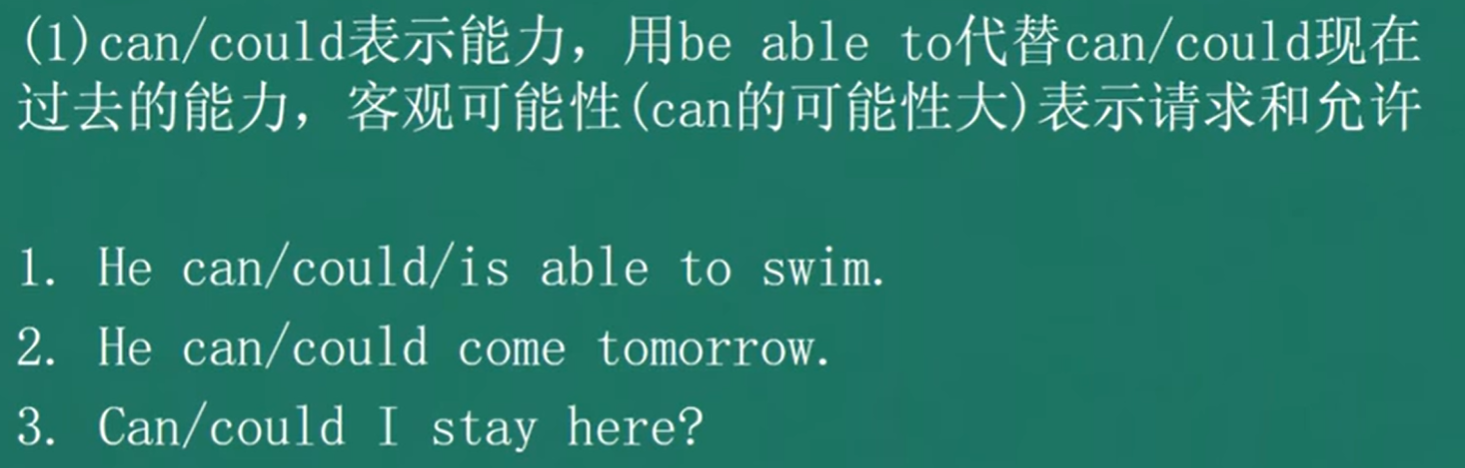 (1)can/could表示能力，用be able to代替can/could现在
过去的能力，客观可能性(can的可能性大)表示请求和允许
1. He can/could/is able to swim.
2. He can/could come tomorrow.
3. Can/could I stay here?